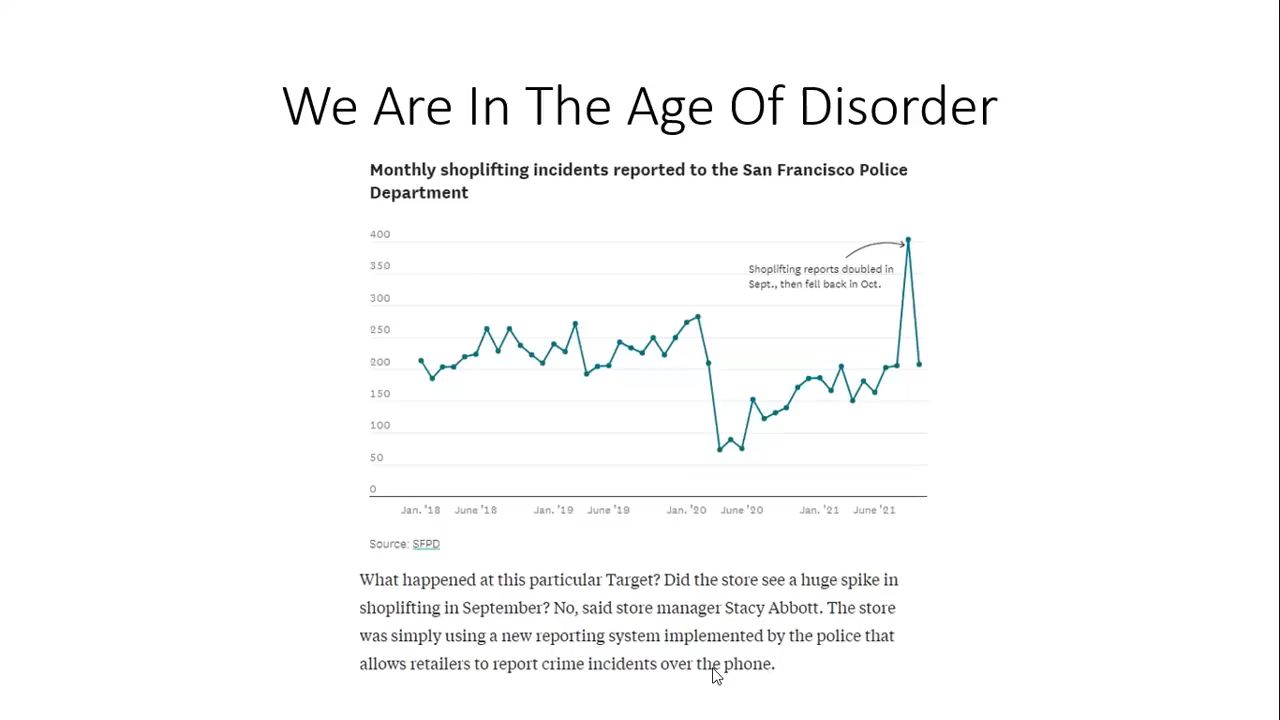 We Are In The Age Of Disorder
Monthly shoplifting incidents reported to the San Francisco Police
Department
400
350
300
250
200
150
100
50
0
Shoplifting reports doubled in
Sept., then fell back in Oct.
Jan. '18 June '18 Jan. '19 June '19 Jan. '20 June '20 Jan. '21 June '21
Source: SFPD
What happened at this particular Target? Did the store see a huge spike in
shoplifting in September? No, said store manager Stacy Abbott. The store
was simply using a new reporting system implemented by the police that
allows retailers to report crime incidents over the phone.